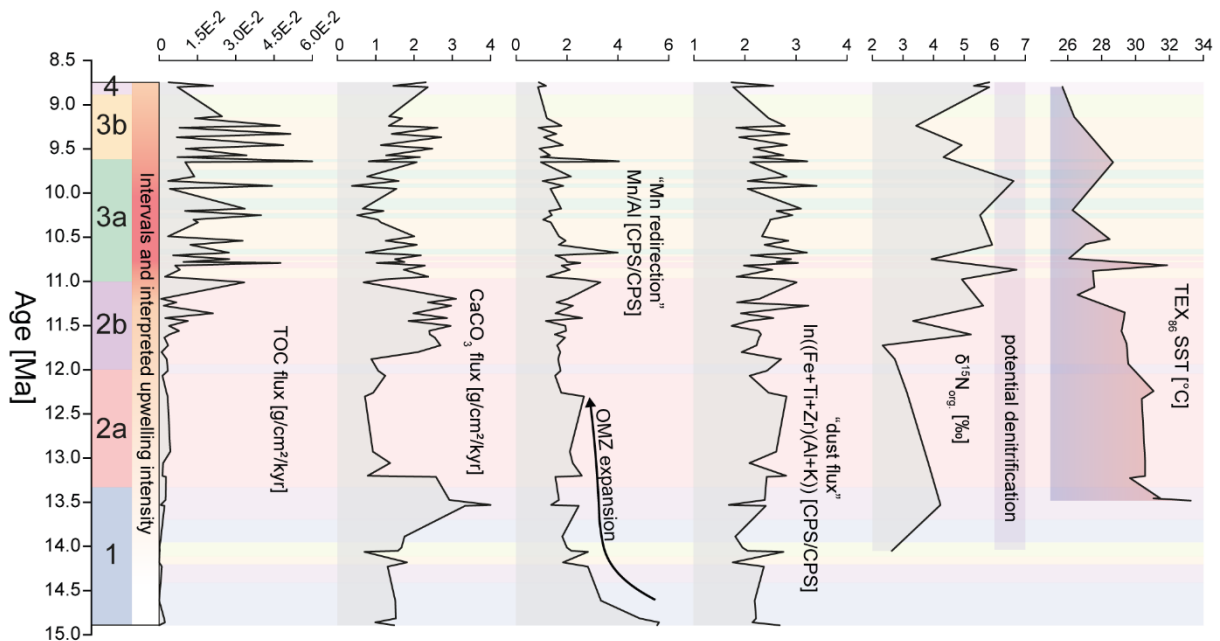 1.5E-2
3.0E-2
4.5E-2
6.0E-2
0
0 1 2 3 4
0 2 4 6
1 2 3 4
2 3 4 5 6 7
26 28 30 32 34
8.5
9.0
9.5
10.0
10.5
11.0
11.5
12.0
12.5
13.0
13.5
14.0
14.5
15.0
Age [Ma]
4
3b
3a
2b
2a
1
Intervals and interpreted upwelling intensity
TOC flux [g/cm²/kyr]
CaCO₃ flux [g/cm²/kyr]
“Mn redirection”
Mn/Al [CPS/CPS]
OMZ expansion
“dust flux”
ln((Fe+Ti+Zr)(Al+K)) [CPS/CPS]
δ¹⁵N org. [‰]
potential denitrification
TEX₈₆ SST [°C]